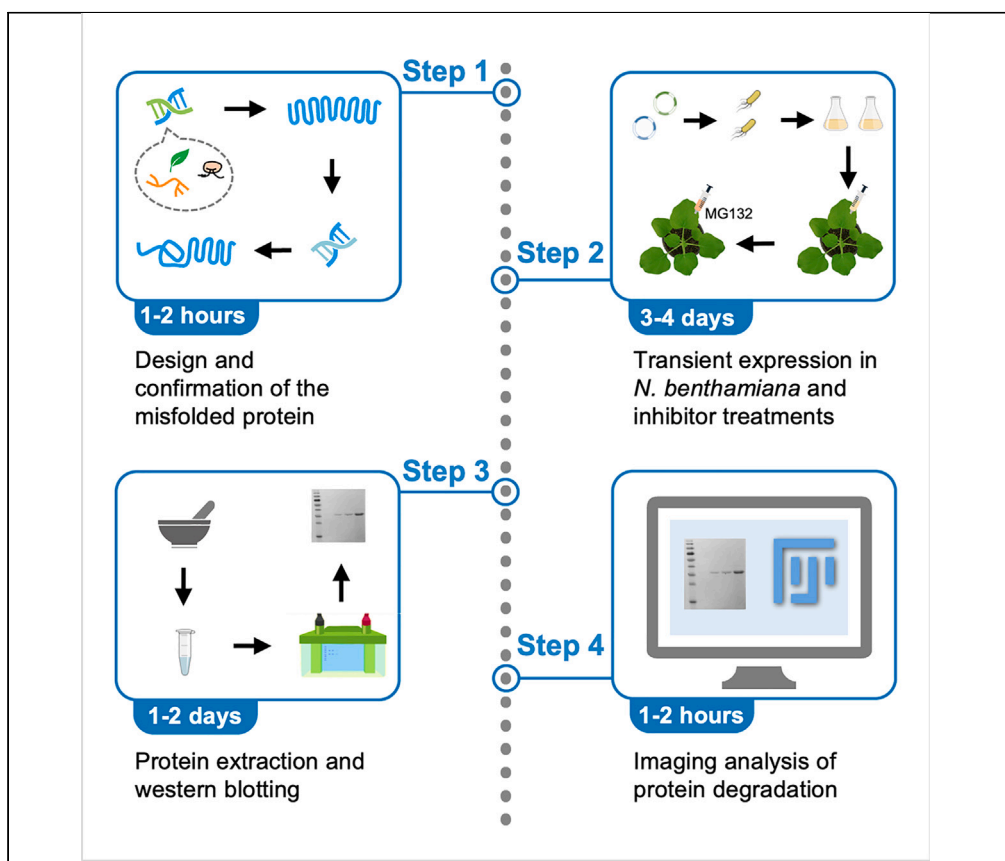 Step 1
1-2 hours
Design and
confirmation of the
misfolded protein
MG132
Step 2
3-4 days
Transient expression in
N. benthamiana and
inhibitor treatments
Step 3
1-2 days
Protein extraction and
western blotting
Step 4
1-2 hours
Imaging analysis of
protein degradation